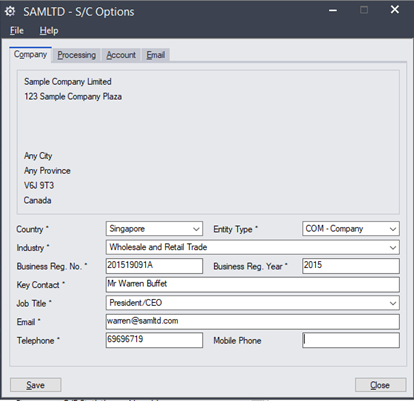 SAMLTD - S/C Options
File Help
Company Processing Account Email
Sample Company Limited
123 Sample Company Plaza
Any City
Any Province
V6J 9T3
Canada
Country * Singapore Entity Type * COM - Company
Industry * Wholesale and Retail Trade
Business Reg. No. * 201519091A Business Reg. Year * 2015
Key Contact * Mr Warren Buffet
Job Title * President/CEO
Email * warren@samltd.com
Telephone * 69696719 Mobile Phone
Save Close